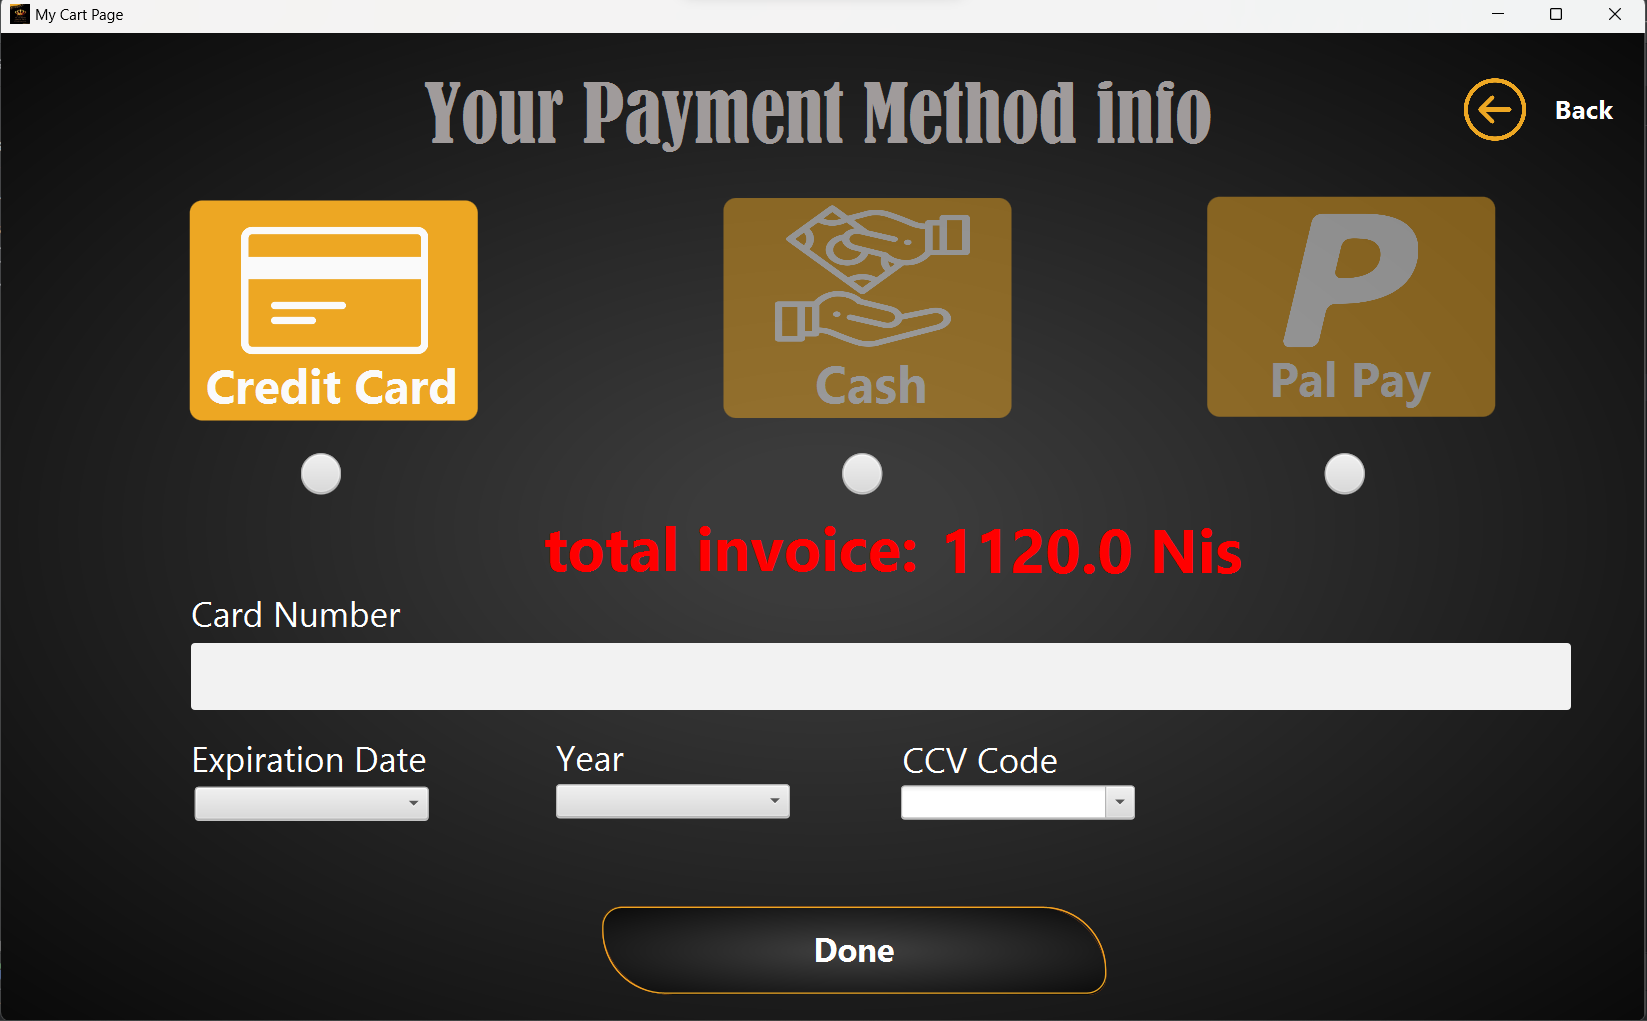 My Cart Page
Your Payment Method info
Back
Credit Card
Cash
Pal Pay
total invoice: 1120.0 Nis
Card Number
Expiration Date
Year
CCV Code
Done